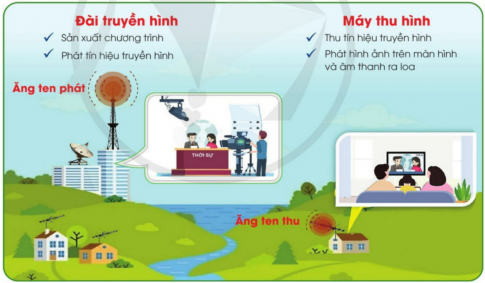 Đài truyền hình
Sản xuất chương trình
Phát tín hiệu truyền hình
Ăng ten phát
THỜI SỰ
Máy thu hình
Thu tín hiệu truyền hình
Phát hình ảnh trên màn hình
và âm thanh ra loa
Ăng ten thu